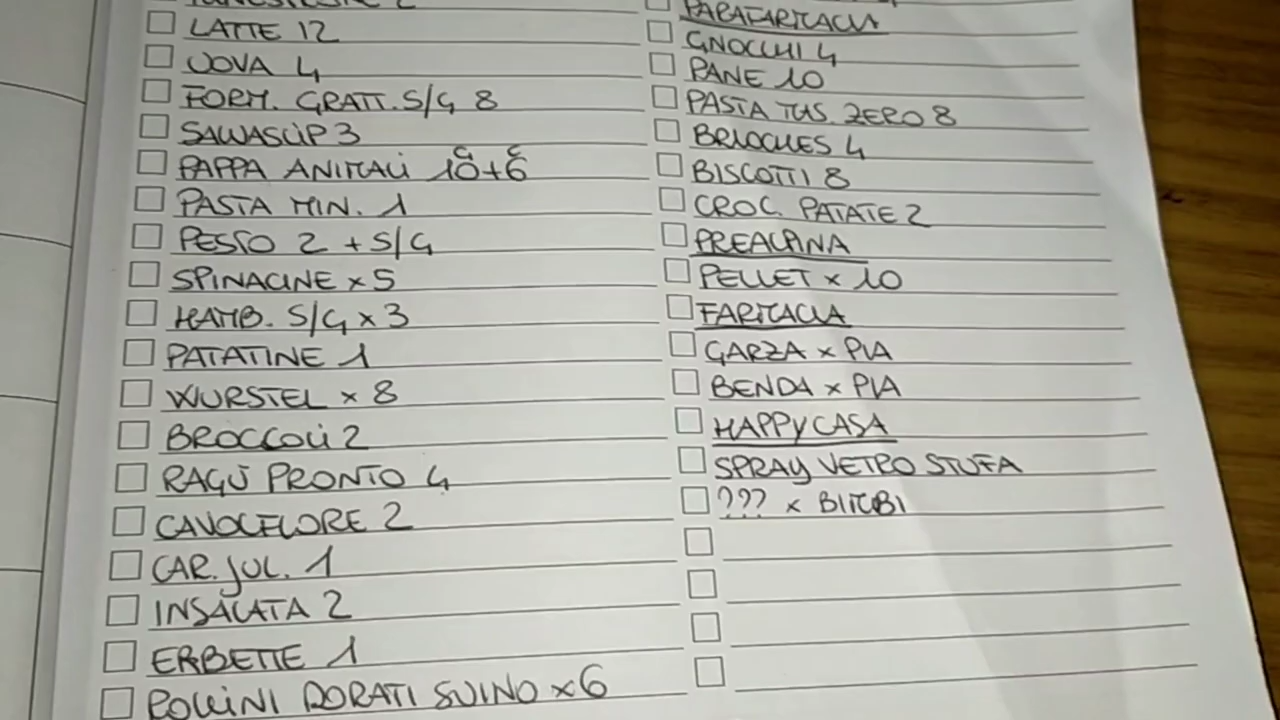 LATTE 12
UOVA 4
FORM. GRATT. S/G 8
SALVASLIP 3
PAPPA ANIMALI 10G+6C
PASTA MIN. 1
PESTO 2 + S/G
SPINACINE x 5
HAMB. S/G x 3
PATATINE 1
WURSTEL x 8
BROCCOLI 2
RAGÙ PRONTO 4
CAVOLFIORE 2
CAR. JUL. 1
INSALATA 2
ERBETTE 1
ROLLINI DORATI SUINO x 6
PARAFARMACIA
GNOCCHI 4
PANE 10
PASTA TUS. ZERO 8
BRIOCHES 4
BISCOTTI 8
CROC. PATATE 2
PREALPINA
PELLET x 10
FARMACIA
GARZA x PIA
BENDA x PIA
HAPPY CASA
SPRAY VETRO STUFA
??? x BIMBI